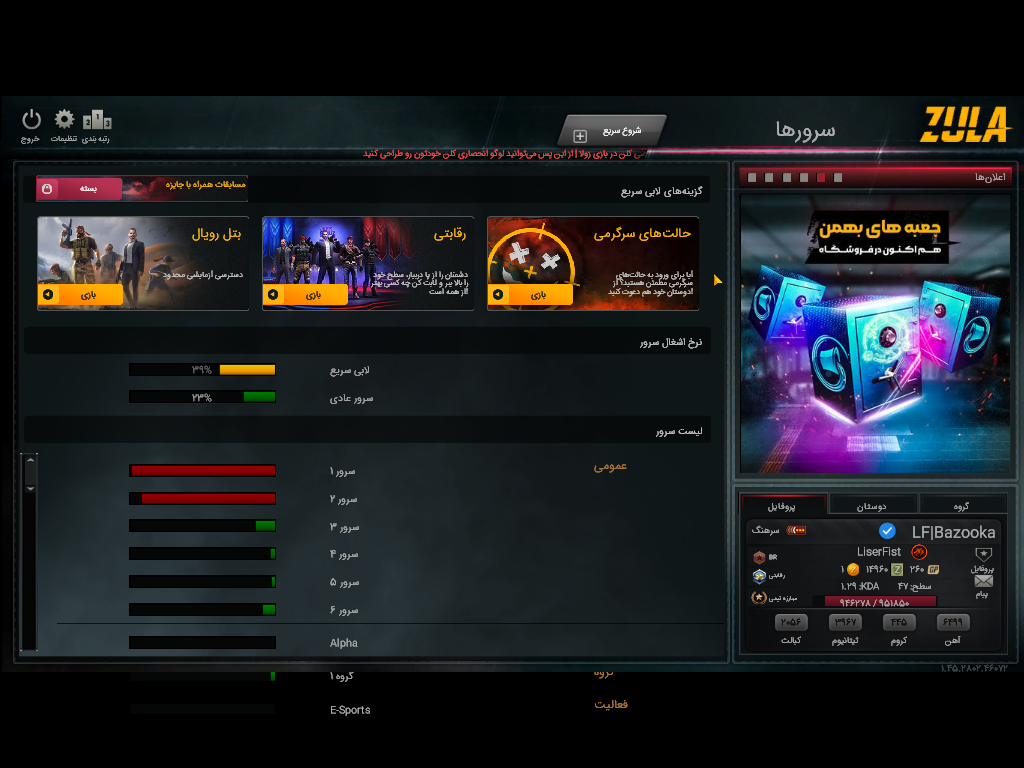 ZULA
سرورها
شروع سریع
رتبه بندی
تنظیمات
خروج
کلن در بازی زولا | از این پس می‌توانید لوگو انحصاری کلن خودتون رو طراحی کنید
اعلان‌ها
گزینه‌های لابی سریع
مسابقات همراه با جایزه
بسته
حالت‌های سرگرمی
آیا برای ورود به حالت‌های
سرگرمی مطمئن هستید؟ از
دوستان خود هم دعوت کنید!
بازی
رقابتی
دشمنان را از پا دربیار، سطح خود
را بالا ببر و ثابت کن چه کسی بهتر
از همه است!
بازی
بتل رویال
دسترسی آزمایشی محدود
بازی
جعبه های بهمن
هم اکنون در فروشگاه
نرخ اشغال سرور
لابی سریع
۳۹%
سرور عادی
۲۳%
لیست سرور
عمومی
سرور ۱
سرور ۲
سرور ۳
سرور ۴
سرور ۵
سرور ۶
Alpha
گروه
گروه ۱
فعالیت
E-Sports
گروه
دوستان
پروفایل
LF|Bazooka
سرهنگ
LiserFist
پروفایل
پیام
۲۶۰ GP
۱۴۹۶۰ Z
۱
سطح: ۴۷
KDA: ۱.۲۹
۹۴۶۲۷۸ / ۹۵۱۸۵۰
BR
رقابتی
مبارزه تیمی
۶۴۹۹
۴۴۵
۳۹۶۷
۲۰۵۶
آهن
کروم
تیتانیوم
کبالت
۱.۴۵.۲۸۰۲.۴۶۰۷۲